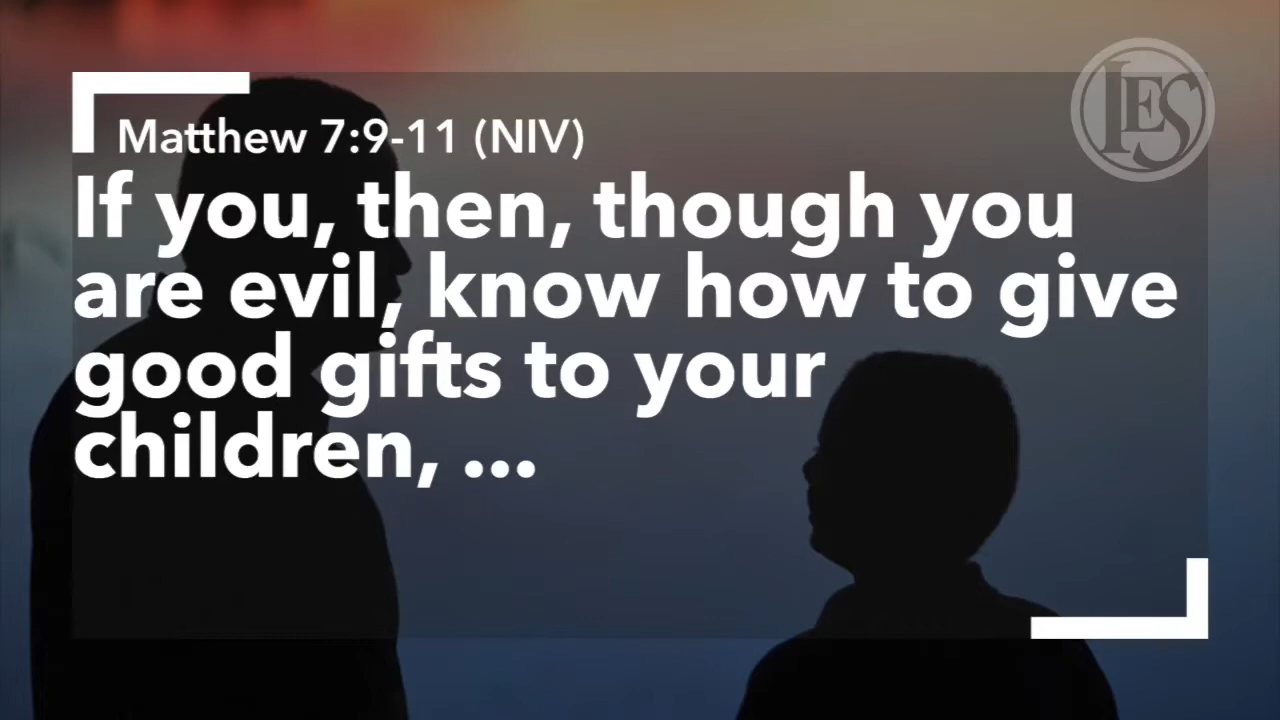 Matthew 7:9-11 (NIV)
If you, then, though you
are evil, know how to give
good gifts to your
children, ...
LES